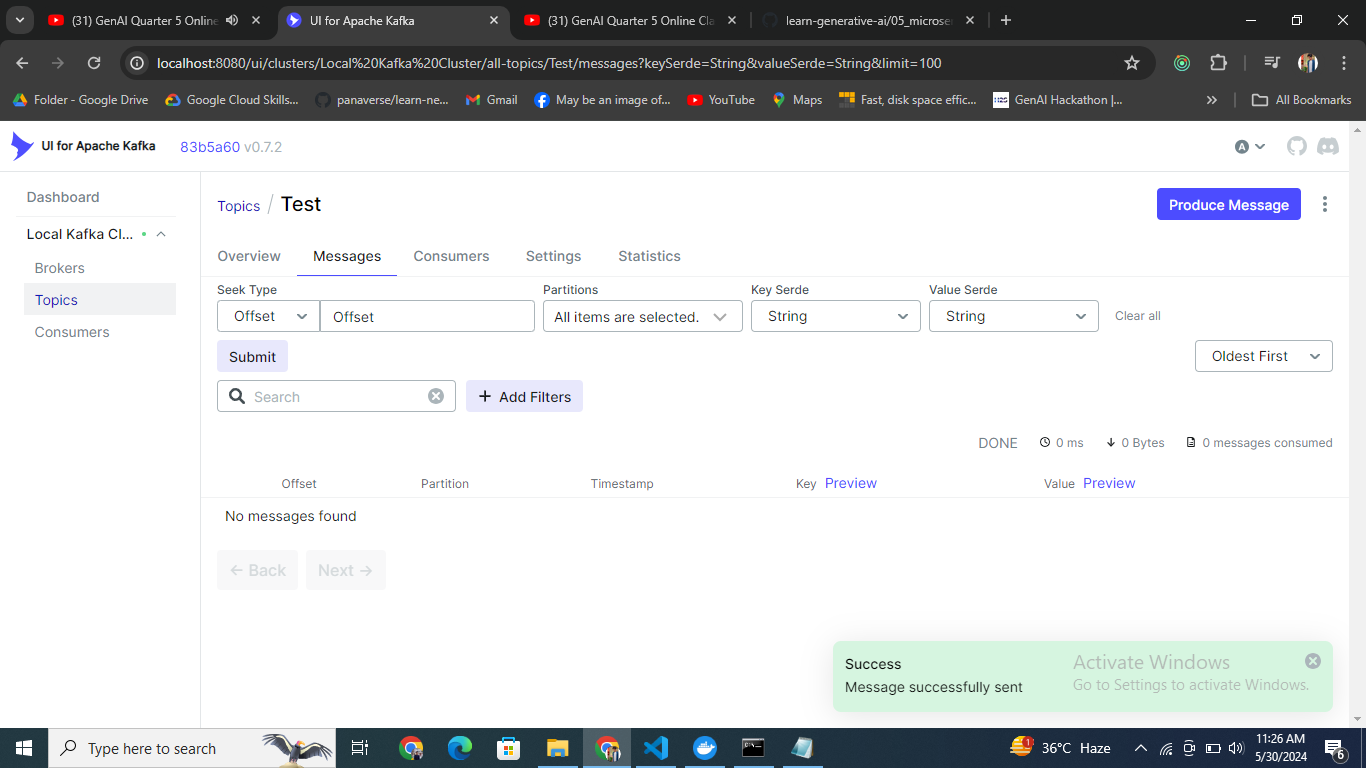 (31) GenAI Quarter 5 Online
UI for Apache Kafka
(31) GenAI Quarter 5 Online Cla
learn-generative-ai/05_microser
localhost:8080/ui/clusters/Local%20Kafka%20Cluster/all-topics/Test/messages?keySerde=String&valueSerde=String&limit=100
Folder - Google Drive
Google Cloud Skills...
panaverse/learn-ne...
Gmail
May be an image of...
YouTube
Maps
Fast, disk space effic...
GenAI Hackathon |...
All Bookmarks
UI for Apache Kafka
83b5a60 v0.7.2
A
Dashboard
Local Kafka Cl...
Brokers
Topics
Consumers
Topics / Test
Produce Message
Overview
Messages
Consumers
Settings
Statistics
Seek Type
Partitions
Key Serde
Value Serde
Offset
Offset
All items are selected.
String
String
Clear all
Submit
Oldest First
Search
+ Add Filters
DONE
0 ms
0 Bytes
0 messages consumed
Offset
Partition
Timestamp
Key Preview
Value Preview
No messages found
← Back
Next →
Success
Message successfully sent
Activate Windows
Go to Settings to activate Windows.
Type here to search
1
36°C Haze
11:26 AM
5/30/2024
6